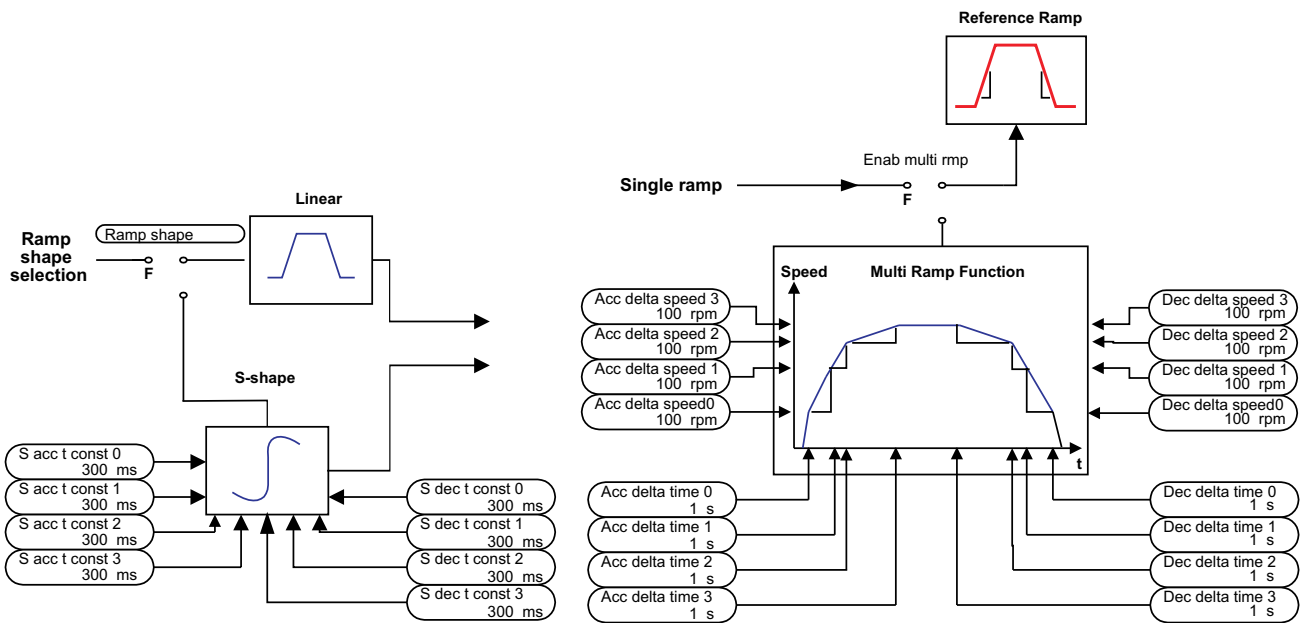 Reference Ramp
Enab multi rmp
Single ramp
F
Linear
Ramp shape
Ramp
shape
selection
F
S-shape
S acc t const 0
300 ms
S acc t const 1
300 ms
S acc t const 2
300 ms
S acc t const 3
300 ms
S dec t const 0
300 ms
S dec t const 1
300 ms
S dec t const 2
300 ms
S dec t const 3
300 ms
Speed
Multi Ramp Function
t
Acc delta speed 3
100 rpm
Acc delta speed 2
100 rpm
Acc delta speed 1
100 rpm
Acc delta speed0
100 rpm
Dec delta speed 3
100 rpm
Dec delta speed 2
100 rpm
Dec delta speed 1
100 rpm
Dec delta speed0
100 rpm
Acc delta time 0
1 s
Acc delta time 1
1 s
Acc delta time 2
1 s
Acc delta time 3
1 s
Dec delta time 0
1 s
Dec delta time 1
1 s
Dec delta time 2
1 s
Dec delta time 3
1 s